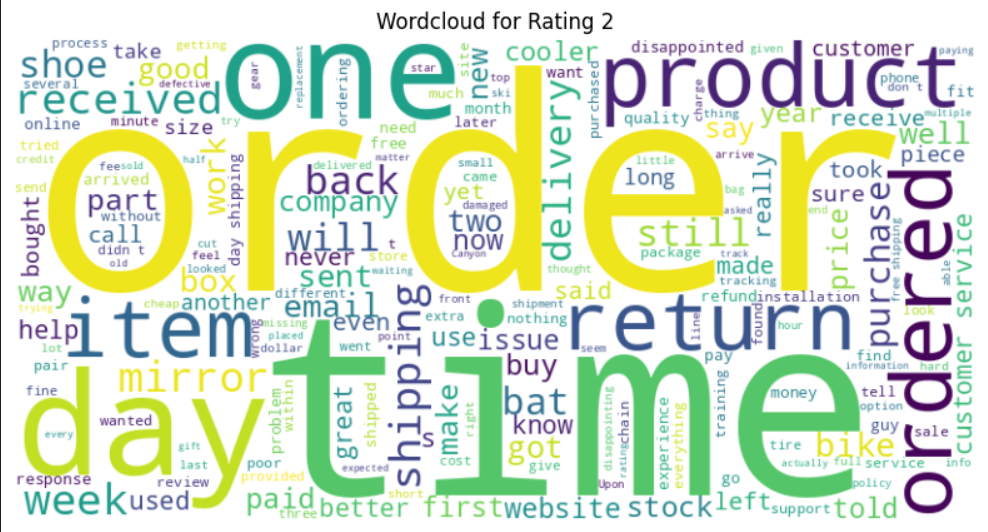 Wordcloud for Rating 2
process
take
getting
shoe
good
several
defective
received
one
gear
replacement
ordering
star
much
site
new
top
ski
month
later
cooler
want
purchased
disappointed
given
customer
paying
product
charge
thing
quality
say
year
phone
don t
fit
receive
multiple
well
piece
online
minute
size
try
tried
credit
half
need
free
order
send
arrived
fee
sold
work
day shipping
delivered
matter
back
small
came
damaged
yet
two
now
Canyon
delivery
little
long
arrive
bag
asked
really
took
sure
end
part
without
call
didn t
old
bought
company
will
t
never
store
sent
waiting
cut
feel
looked
box
still
package
track
tracking
made
thought
said
price
purchase
free shipping
able
look
ordered
customer service
way
trying
cheap
another
different
email
front
extra
shipment
nothing
refund
installation
help
item
wrong
missing
placed
dollar
even
point
went
shipping
use
issue
return
seem
line
found
hour
information
find
hard
lot
pair
fine
mirror
time
buy
pay
day
wanted
every
gift
last
problem
within
great
shipped
s
make
right
cost
bat
know
got
give
disappointing
rating
chain
Upon
experience
everything
training
money
tire
tell
option
guy
sale
bike
actually
full
service
info
policy
response
review
poor
provided
expected
short
week
used
paid
three
better
first
website
stock
left
go
support
told